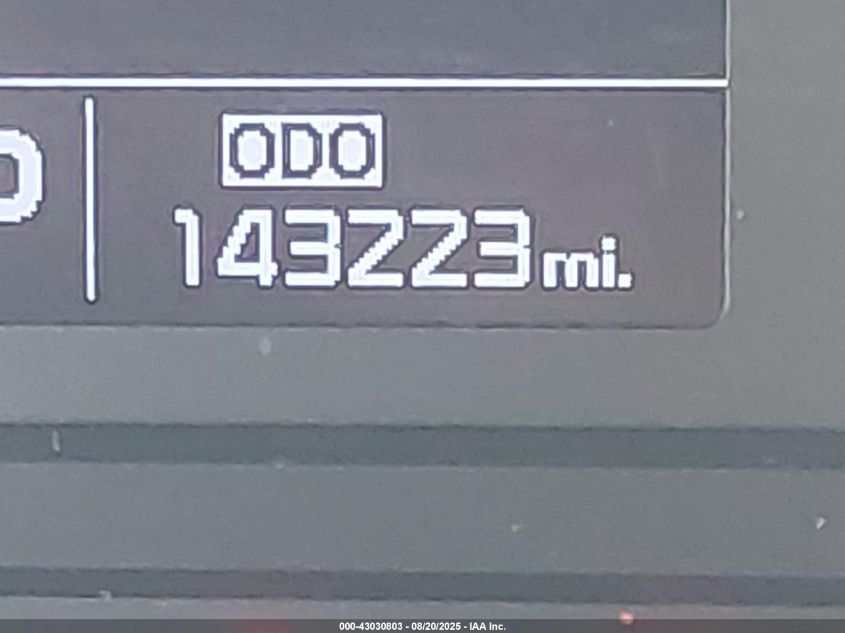 ODO
143223 mi.
000-43030803 - 08/20/2025 - IAA Inc.